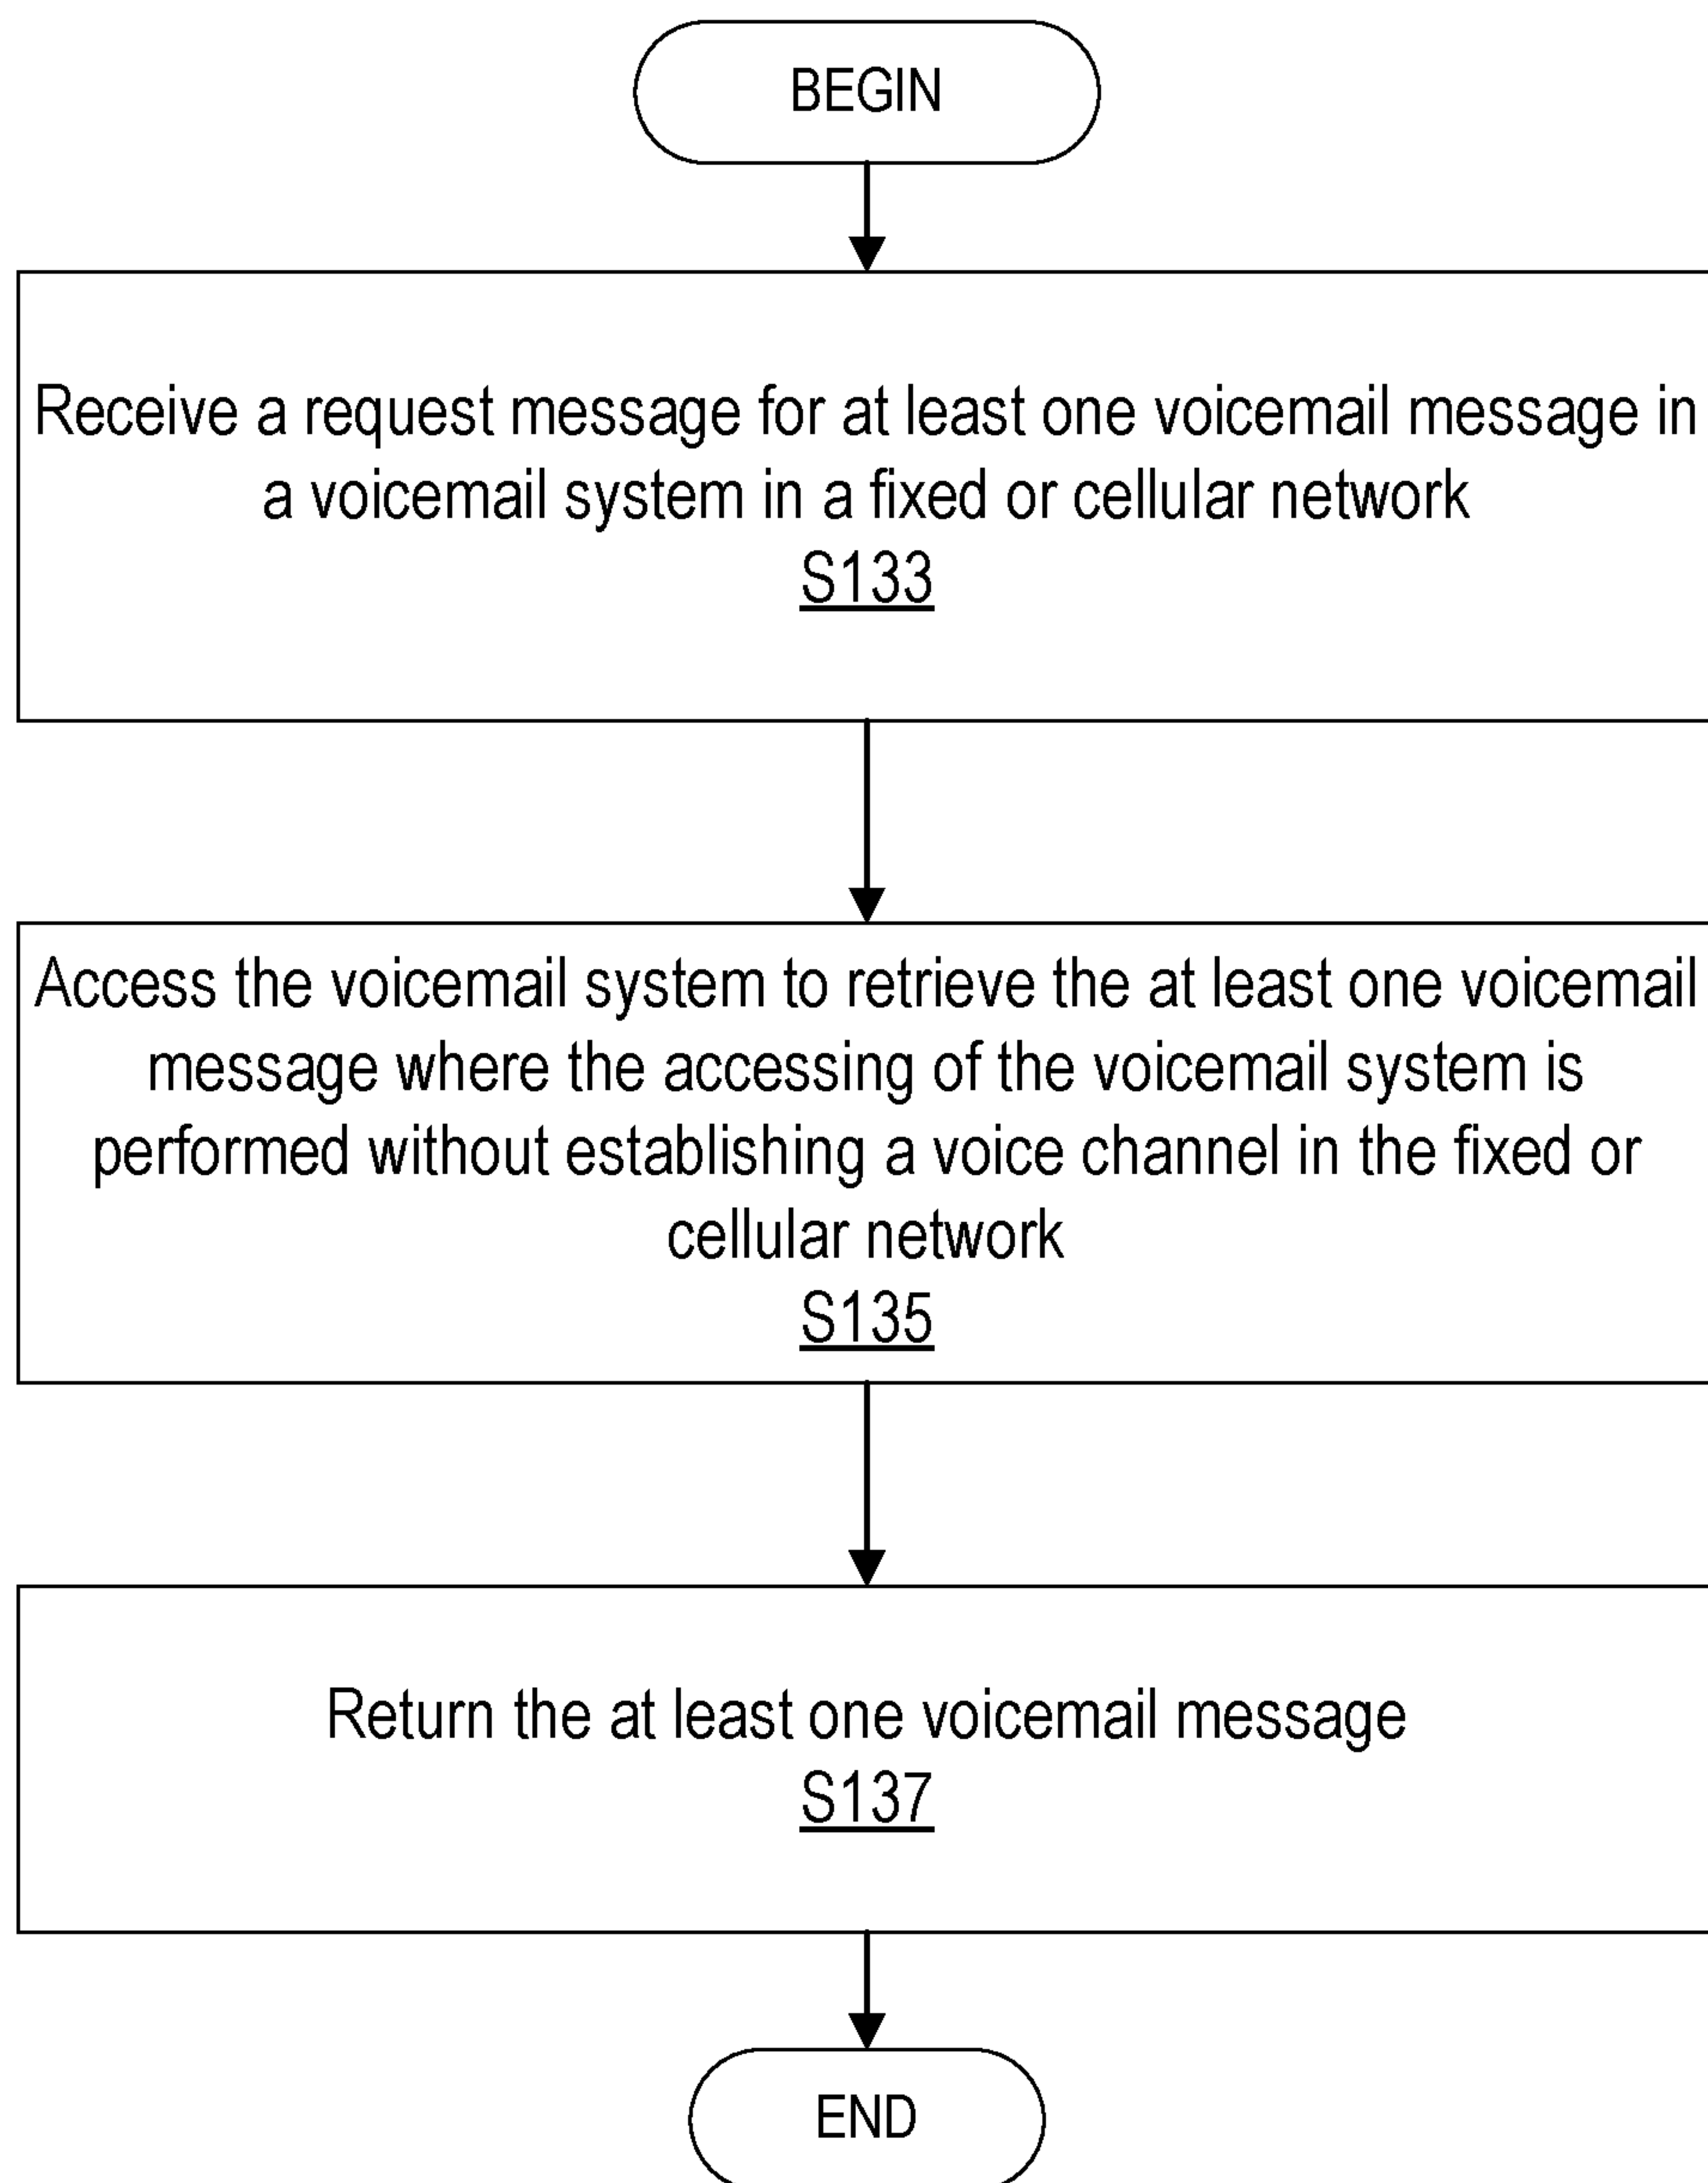 BEGIN
Receive a request message for at least one voicemail message in
a voicemail system in a fixed or cellular network
S133
Access the voicemail system to retrieve the at least one voicemail
message where the accessing of the voicemail system is
performed without establishing a voice channel in the fixed or
cellular network
S135
Return the at least one voicemail message
S137
END